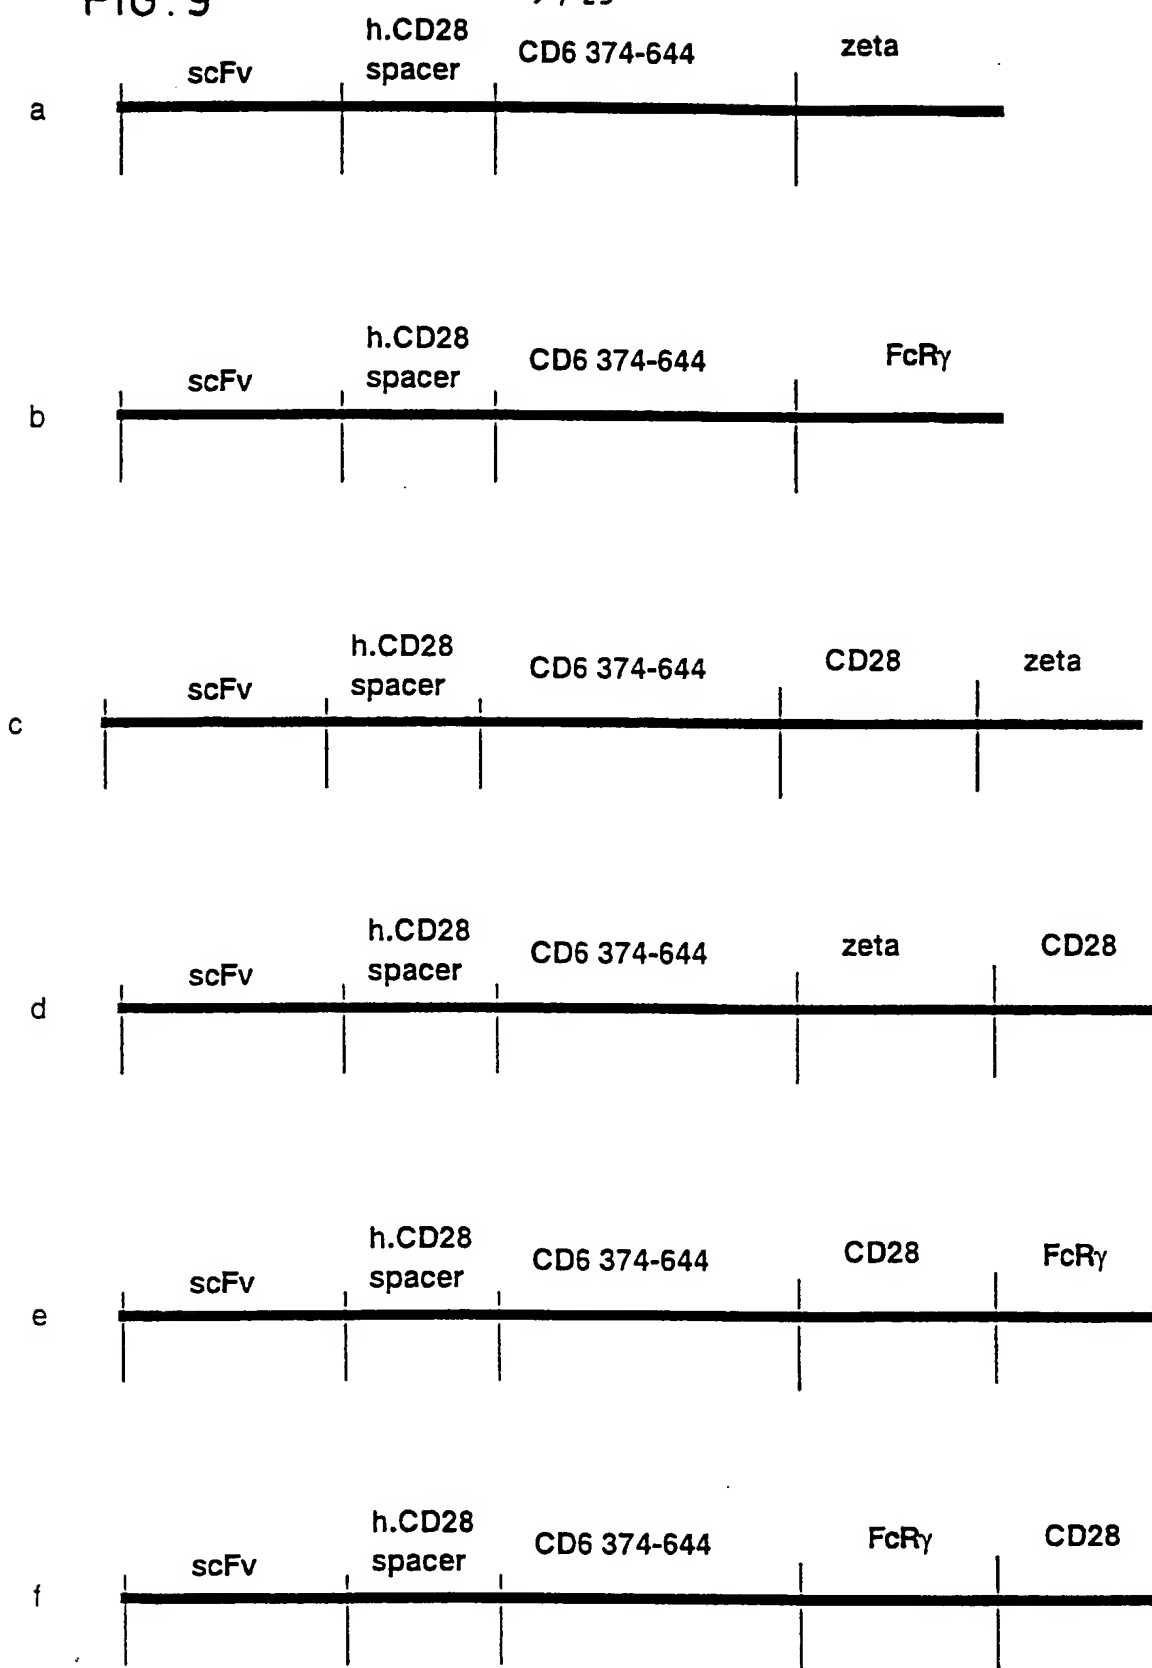 FIG. 9
h.CD28
spacer
scFv
CD6 374-644
zeta
a
h.CD28
spacer
scFv
CD6 374-644
FcRγ
b
h.CD28
spacer
scFv
CD6 374-644
CD28
zeta
c
h.CD28
spacer
scFv
CD6 374-644
zeta
CD28
d
h.CD28
spacer
scFv
CD6 374-644
CD28
FcRγ
e
h.CD28
spacer
scFv
CD6 374-644
FcRγ
CD28
f